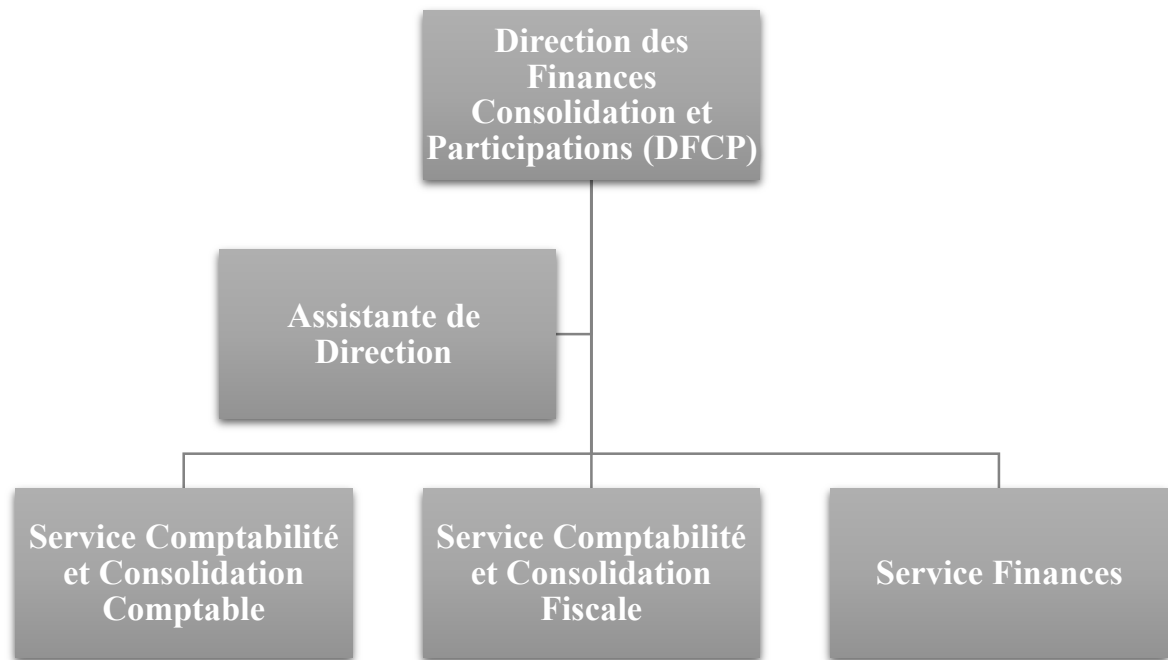 Direction des
Finances
Consolidation et
Participations (DFCP)
Assistante de
Direction
Service Comptabilité
et Consolidation
Comptable
Service Comptabilité
et Consolidation
Fiscale
Service Finances